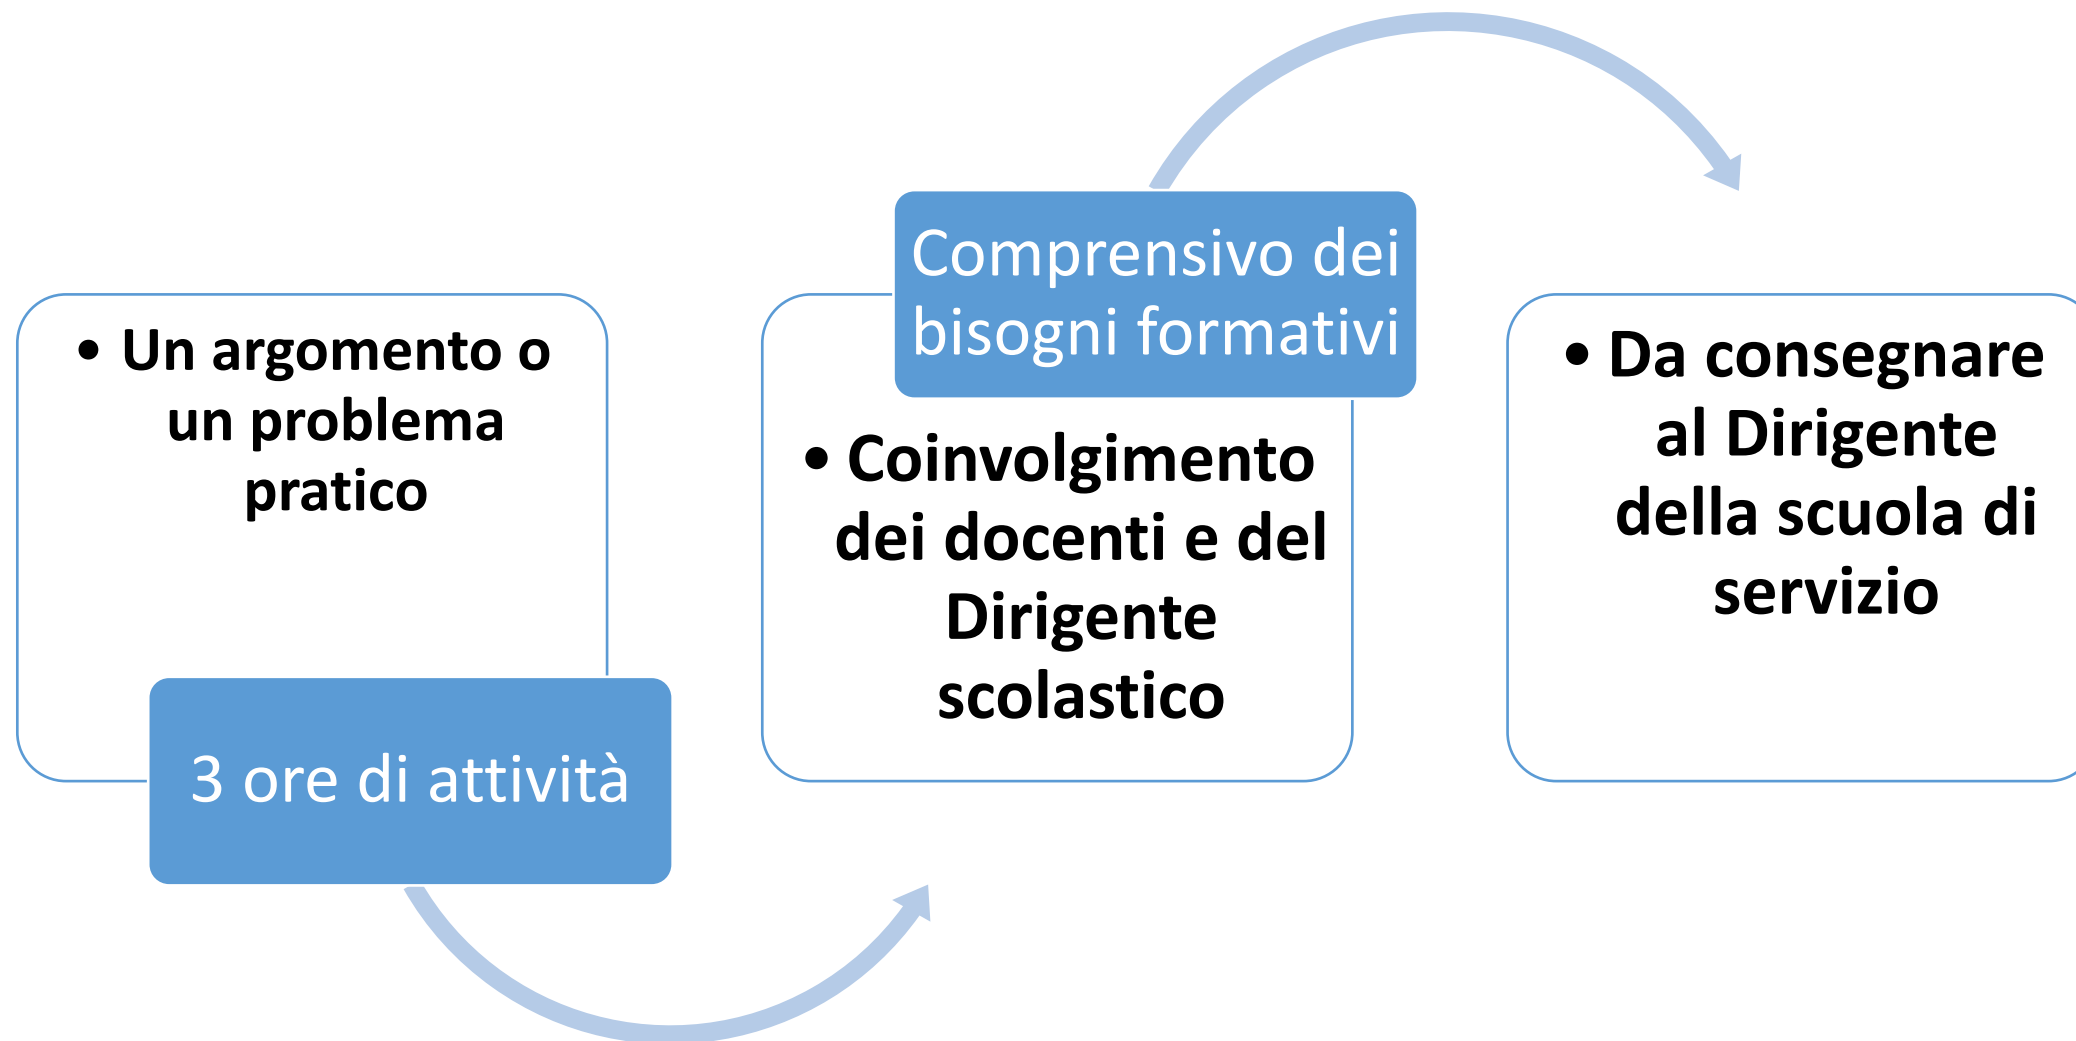 • Un argomento o
un problema
pratico
3 ore di attività
Comprensivo dei
bisogni formativi
• Coinvolgimento
dei docenti e del
Dirigente
scolastico
• Da consegnare
al Dirigente
della scuola di
servizio